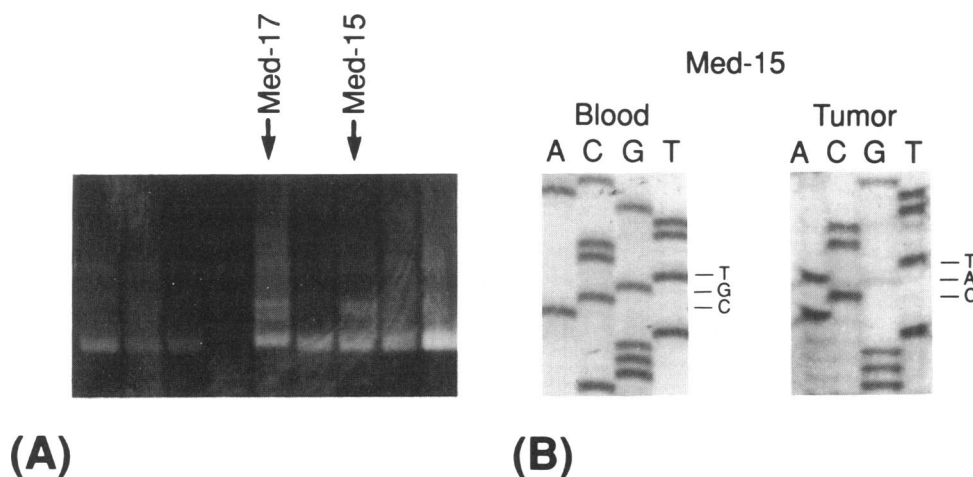 Med-17
Med-15
Med-15
Blood
Tumor
A C G T
A C G T
T
G
C
T
A
C
(A)
(B)